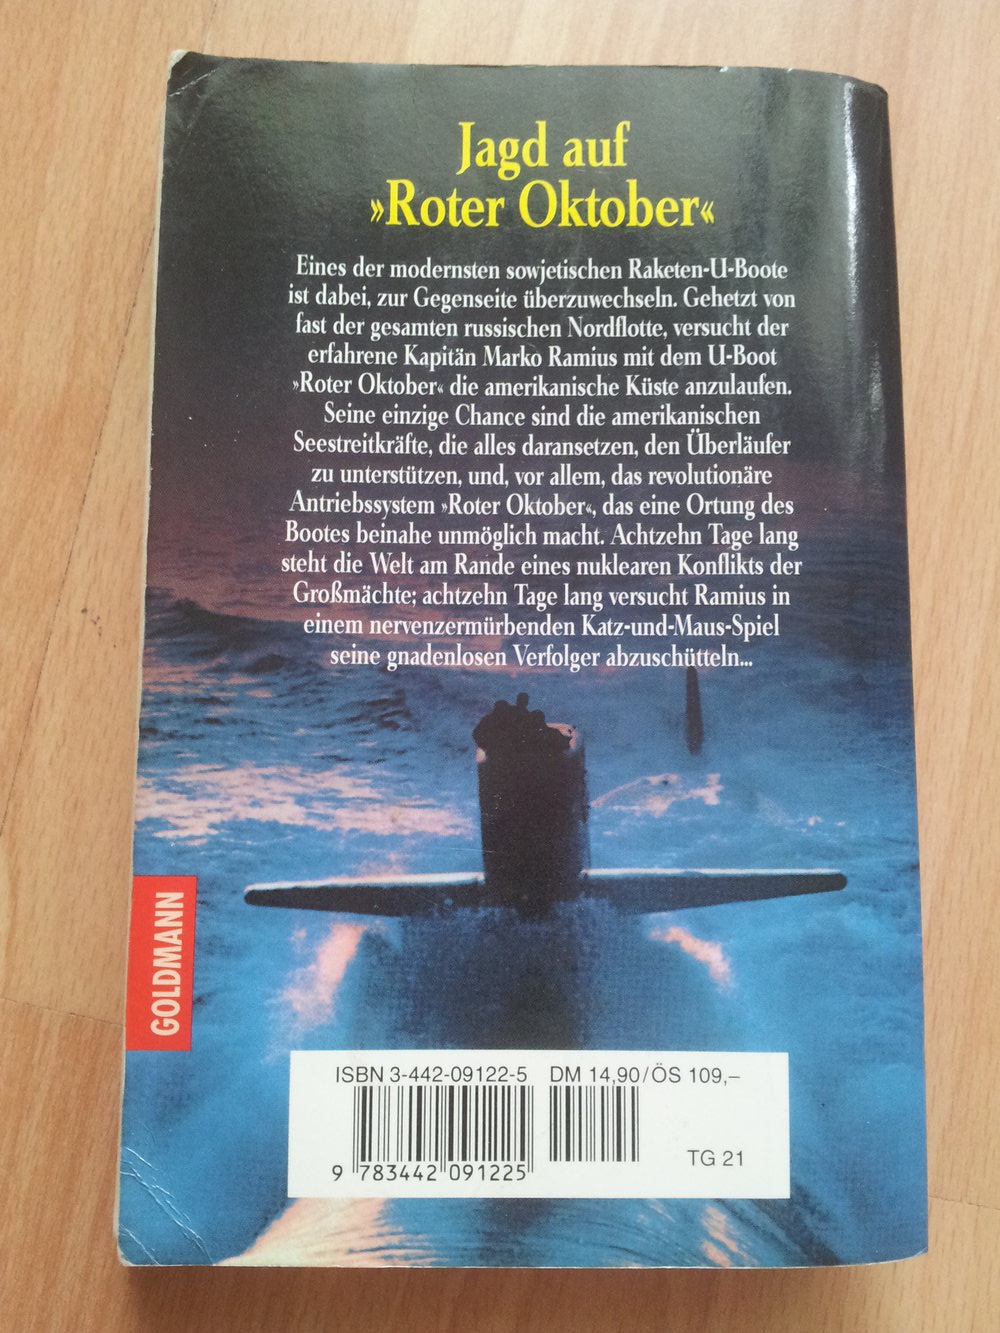 Jagd auf
»Roter Oktober«
Eines der modernsten sowjetischen Raketen-U-Boote
ist dabei, zur Gegenseite überzuwechseln. Gehetzt von
fast der gesamten russischen Nordflotte, versucht der
erfahrene Kapitän Marko Ramius mit dem U-Boot
»Roter Oktober« die amerikanische Küste anzulaufen.
Seine einzige Chance sind die amerikanischen
Seestreitkräfte, die alles daransetzen, den Überläufer
zu unterstützen, und, vor allem, das revolutionäre
Antriebssystem »Roter Oktober«, das eine Ortung des
Bootes beinahe unmöglich macht. Achtzehn Tage lang
steht die Welt am Rande eines nuklearen Konflikts der
Großmächte; achtzehn Tage lang versucht Ramius in
einem nervenzermürbenden Katz-und-Maus-Spiel
seine gnadenlosen Verfolger abzuschütteln...
GOLDMANN
ISBN 3-442-09122-5 DM 14,90/ÖS 109,–
TG 21
9 783442 091225